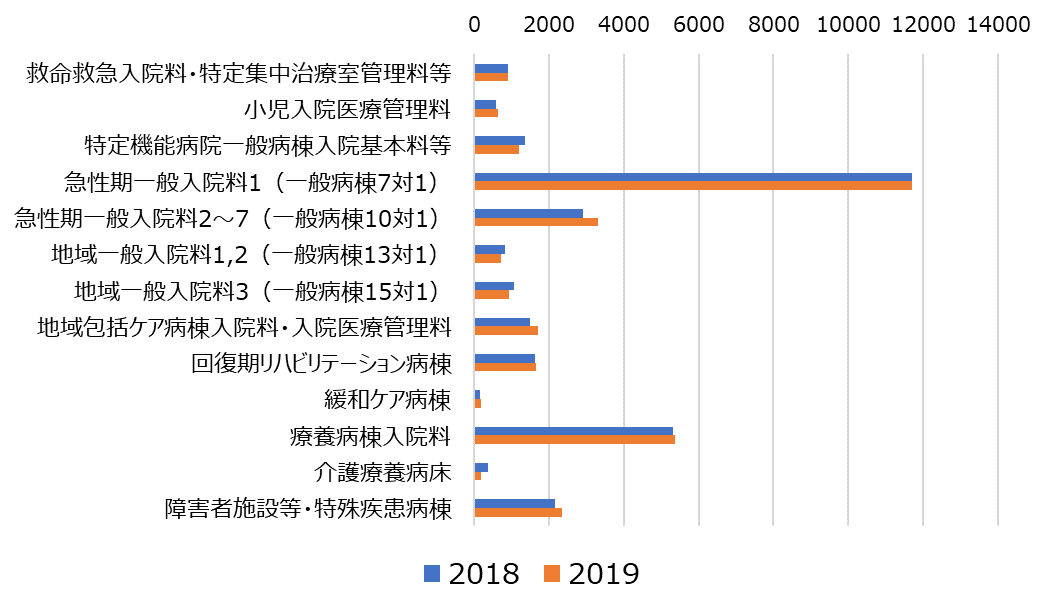 0 2000 4000 6000 8000 10000 12000 14000
救命救急入院料・特定集中治療室管理料等
小児入院医療管理料
特定機能病院一般病棟入院基本料等
急性期一般入院料1（一般病棟7対1）
急性期一般入院料2～7（一般病棟10対1）
地域一般入院料1,2（一般病棟13対1）
地域一般入院料3（一般病棟15対1）
地域包括ケア病棟入院料・入院医療管理料
回復期リハビリテーション病棟
緩和ケア病棟
療養病棟入院料
介護療養病床
障害者施設等・特殊疾患病棟
2018 2019